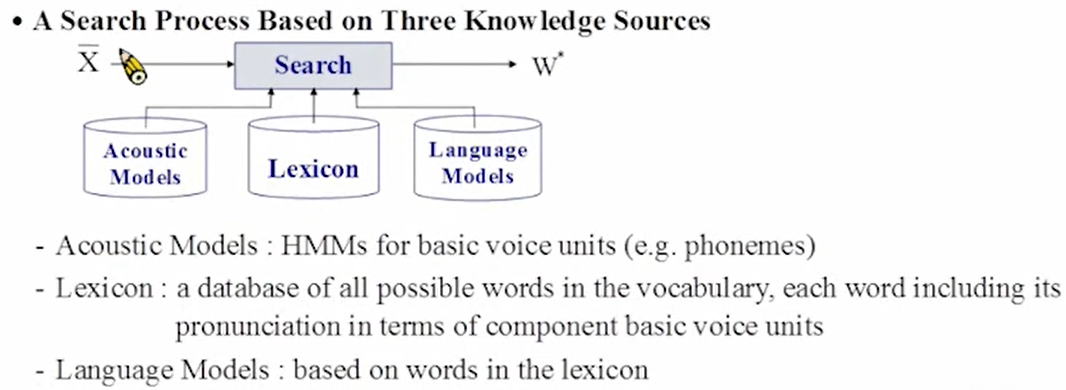 • A Search Process Based on Three Knowledge Sources
X̅
Search
W*
Acoustic
Models
Lexicon
Language
Models
- Acoustic Models : HMMs for basic voice units (e.g. phonemes)
- Lexicon : a database of all possible words in the vocabulary, each word including its
pronunciation in terms of component basic voice units
- Language Models : based on words in the lexicon